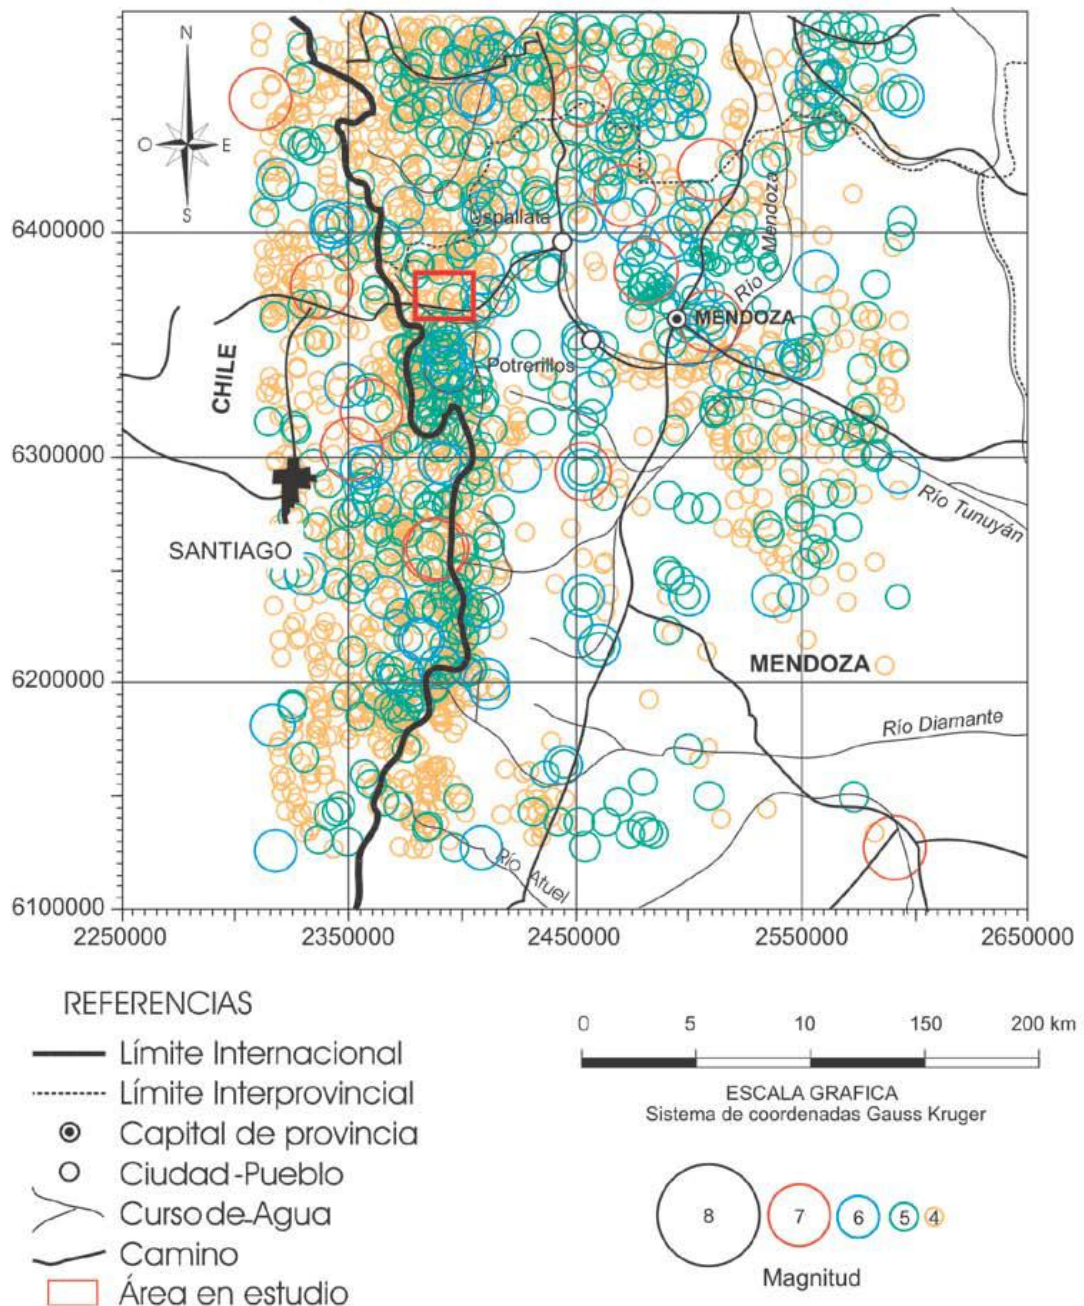 N
O
E
S
6400000
6300000
6200000
6100000
Uspallata
Río Mendoza
MENDOZA
CHILE
Potrerillos
SANTIAGO
Río Tunuyán
MENDOZA
Río Diamante
Río Atuel
2250000
2350000
2450000
2550000
2650000
REFERENCIAS
Límite Internacional
Límite Interprovincial
Capital de provincia
Ciudad-Pueblo
Curso de Agua
Camino
Área en estudio
0 5 10 150 200 km
ESCALA GRAFICA
Sistema de coordenadas Gauss Kruger
8 7 6 5 4
Magnitud